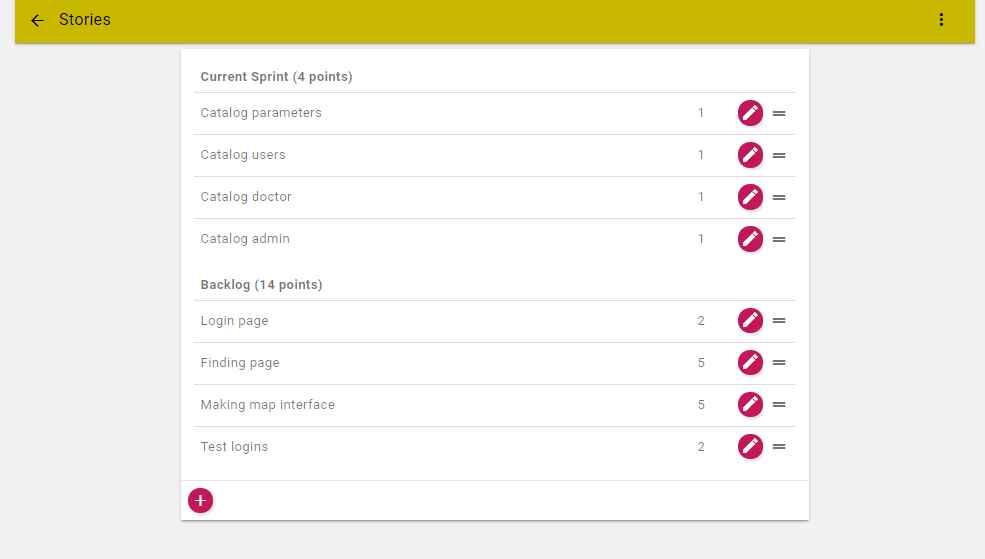 Stories
Current Sprint (4 points)
Catalog parameters 1
Catalog users 1
Catalog doctor 1
Catalog admin 1
Backlog (14 points)
Login page 2
Finding page 5
Making map interface 5
Test logins 2